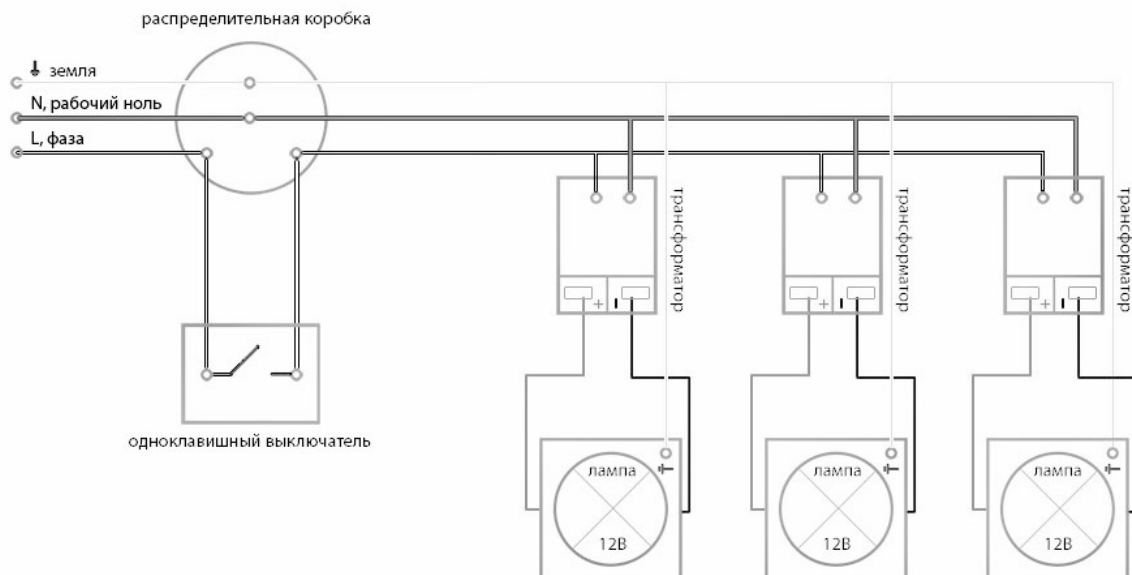 распределительная коробка
земля
N, рабочий ноль
L, фаза
трансформатор
трансформатор
трансформатор
+ -
+ -
+ -
одноклавишный выключатель
лампа
12В
лампа
12В
лампа
12В